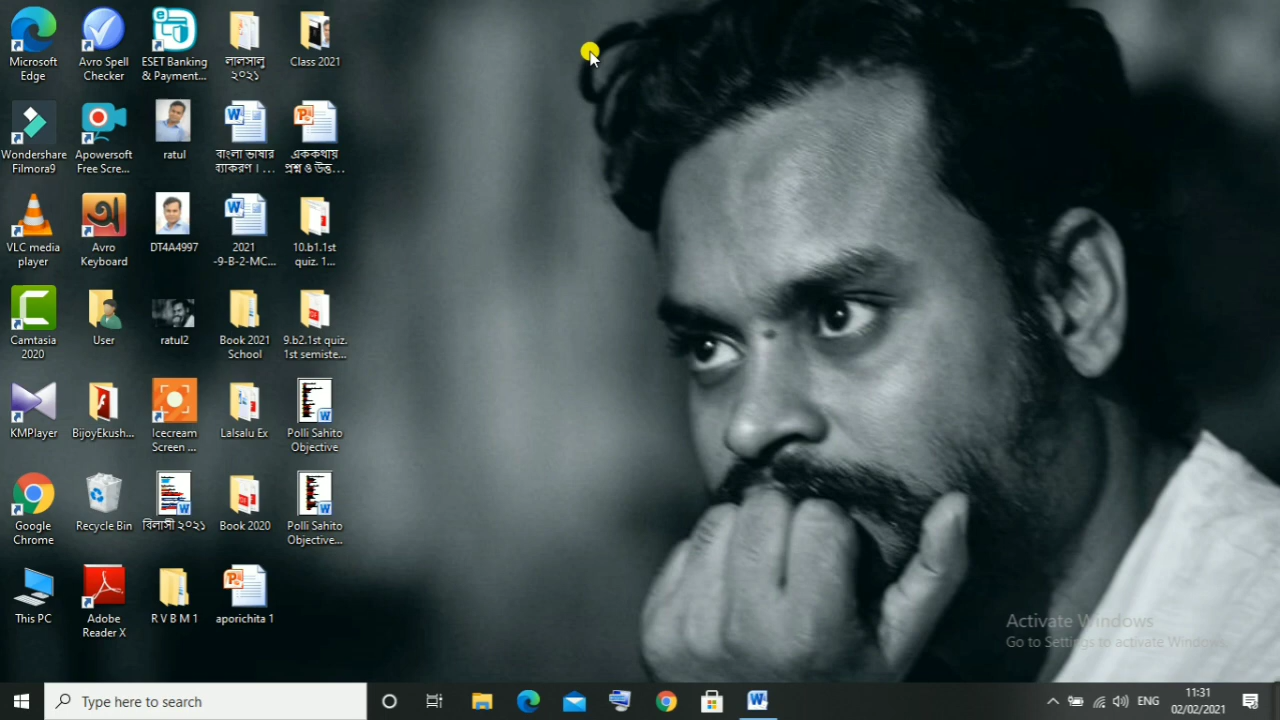 Microsoft
Edge
Avro Spell
Checker
ESET Banking
& Payment...
লালসালু
২০২১
Class 2021
Wondershare
Filmora9
Apowersoft
Free Scre...
ratul
বাংলা ভাষার
ব্যাকরণ । ...
এককথায়
প্রশ্ন ও উত্ত...
VLC media
player
Avro
Keyboard
DT4A4997
2021
-9-B-2-MC...
10.b1.1st
quiz. 1...
Camtasia
2020
User
ratul2
Book 2021
School
9.b2.1st quiz.
1st semiste...
KMPlayer
BijoyEkush...
Icecream
Screen ...
Lalsalu Ex
Polli Sahito
Objective
Google
Chrome
Recycle Bin
বিলাসী ২০২১
Book 2020
Polli Sahito
Objective...
This PC
Adobe
Reader X
R V B M 1
aporichita 1
Activate Windows
Go to Settings to activate Windows.
Type here to search
ENG
11:31
02/02/2021